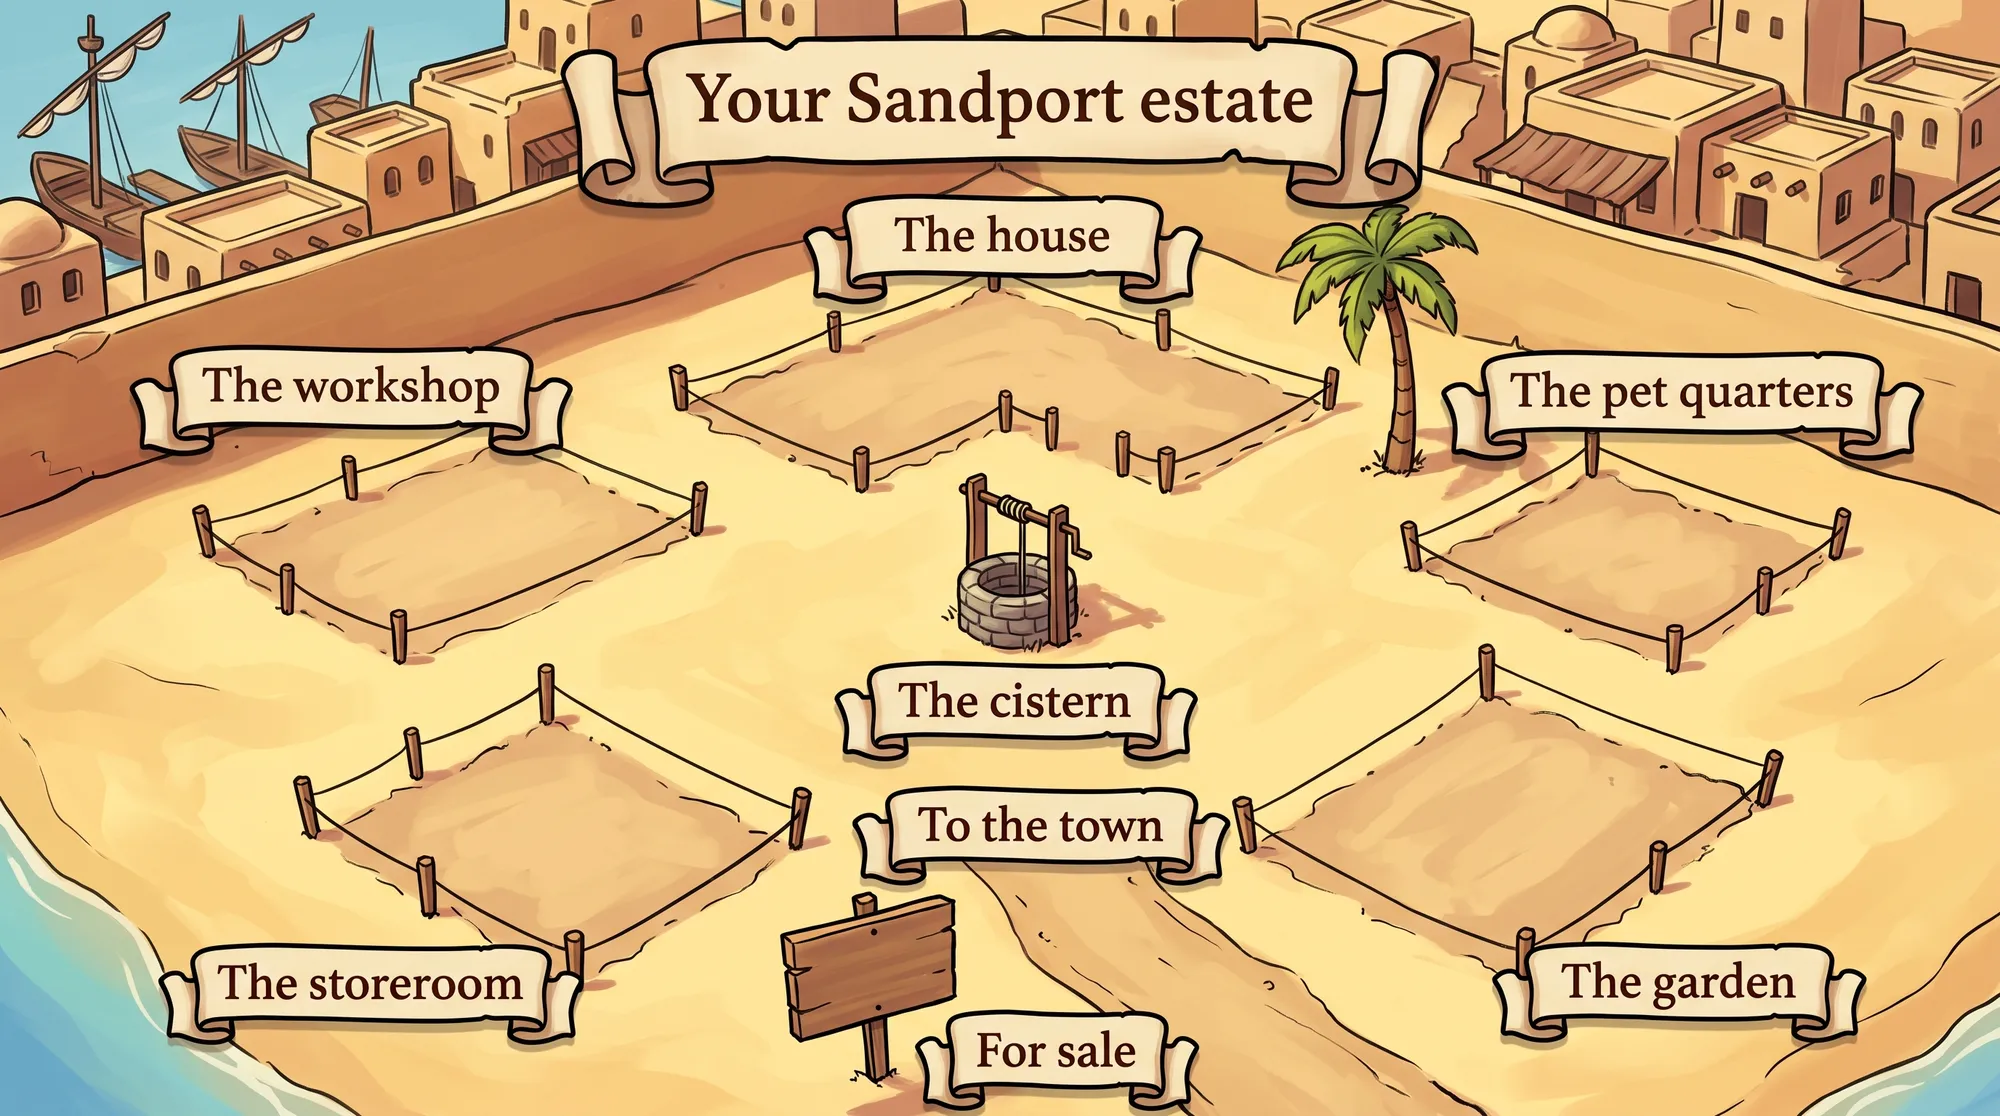 Your Sandport estate
The house
The workshop
The pet quarters
The cistern
To the town
The storeroom
The garden
For sale